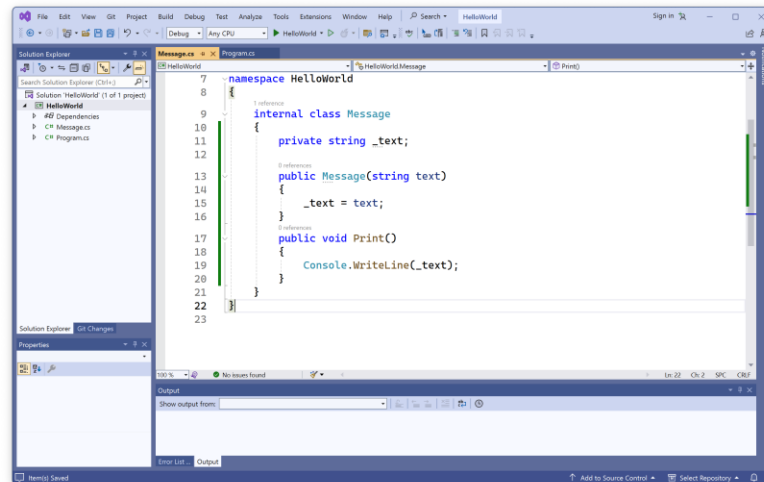 File Edit View Git Project Build Debug Test Analyze Tools Extensions Window Help Search HelloWorld Sign in
Debug Any CPU HelloWorld
Solution Explorer
Search Solution Explorer (Ctrl+;)
Solution 'HelloWorld' (1 of 1 project)
HelloWorld
Dependencies
C# Message.cs
C# Program.cs
Solution Explorer Git Changes
Properties
Message.cs Program.cs
HelloWorld HelloWorld.Message Print()
7 namespace HelloWorld
8 {
1 reference
9 internal class Message
10 {
11 private string _text;
12
0 references
13 public Message(string text)
14 {
15 _text = text;
16 }
0 references
17 public void Print()
18 {
19 Console.WriteLine(_text);
20 }
21 }
22 }
23
100 % No issues found Ln: 22 Ch: 2 SPC CRLF
Output
Show output from:
Error List ... Output
Item(s) Saved Add to Source Control Select Repository